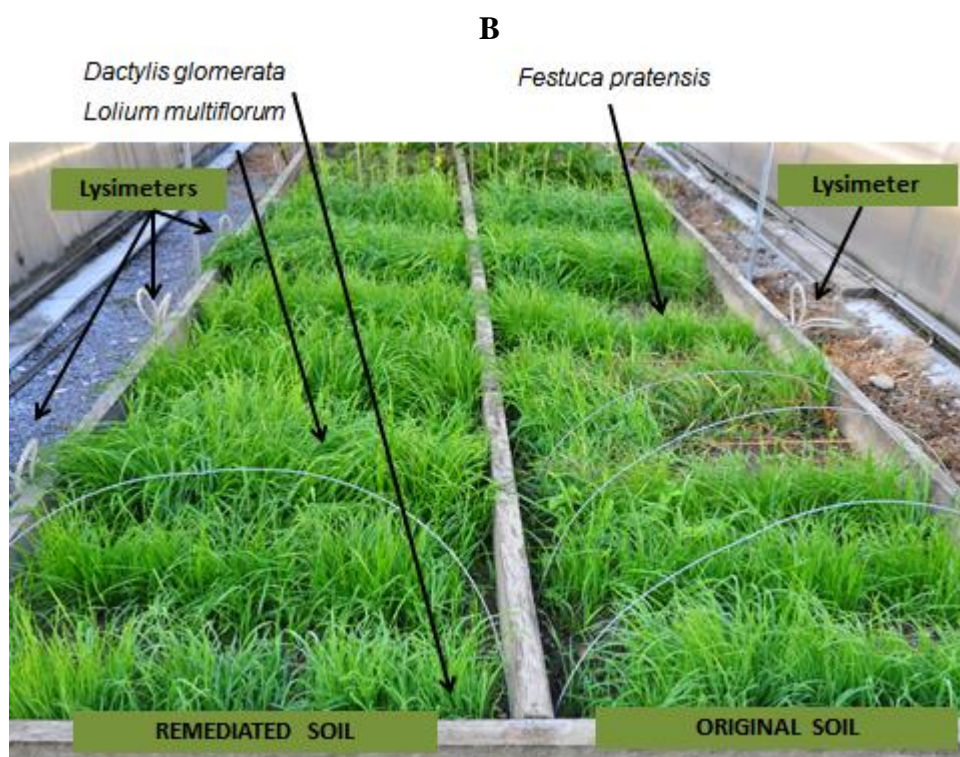 B
Dactylis glomerata
Lolium multiflorum
Festuca pratensis
Lysimeters
Lysimeter
REMEDIATED SOIL
ORIGINAL SOIL